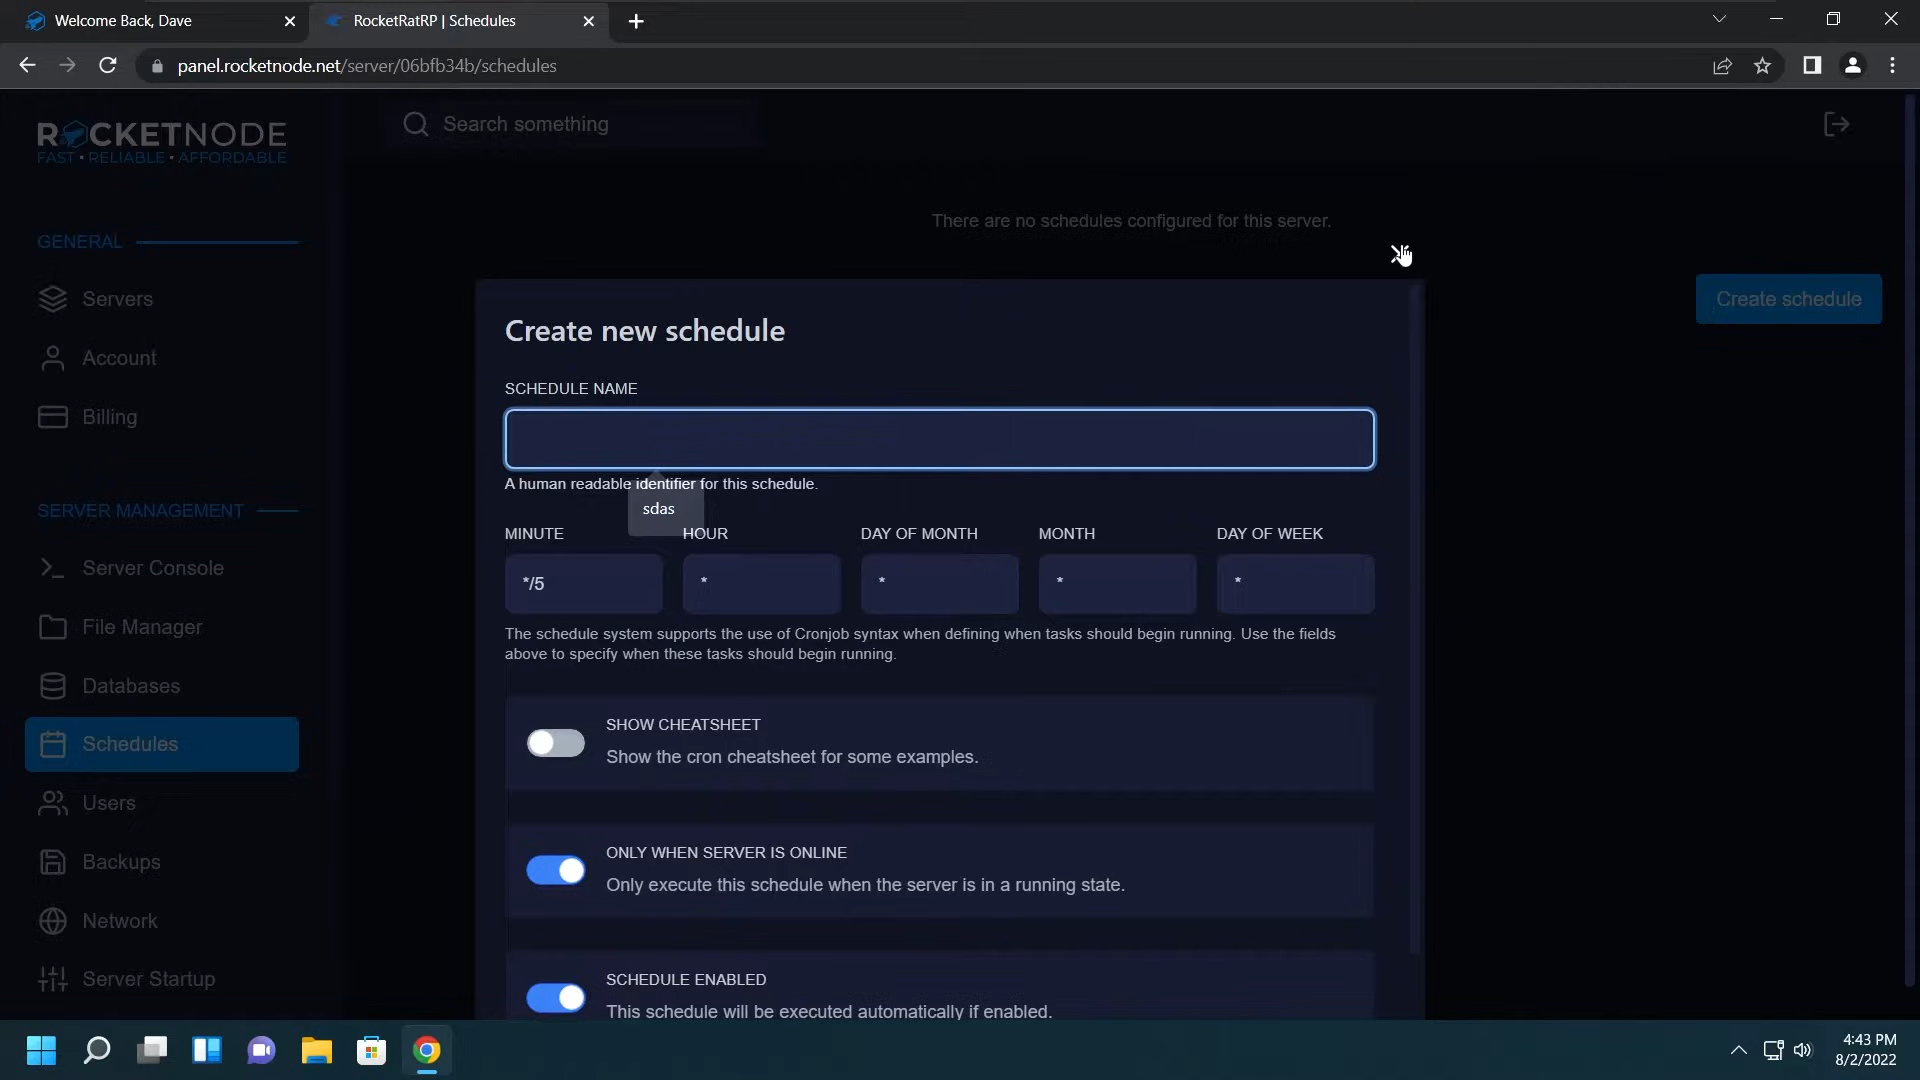 Welcome Back, Dave
RocketRatRP | Schedules
panel.rocketnode.net/server/06bfb34b/schedules
ROCKETNODE
FAST • RELIABLE • AFFORDABLE
Search something
GENERAL
Servers
Account
Billing
SERVER MANAGEMENT
Server Console
File Manager
Databases
Schedules
Users
Backups
Network
Server Startup
There are no schedules configured for this server.
Create schedule
Create new schedule
SCHEDULE NAME
A human readable identifier for this schedule.
sdas
MINUTE HOUR DAY OF MONTH MONTH DAY OF WEEK
*/5 * * * *
The schedule system supports the use of Cronjob syntax when defining when tasks should begin running. Use the fields
above to specify when these tasks should begin running.
SHOW CHEATSHEET
Show the cron cheatsheet for some examples.
ONLY WHEN SERVER IS ONLINE
Only execute this schedule when the server is in a running state.
SCHEDULE ENABLED
This schedule will be executed automatically if enabled.
4:43 PM
8/2/2022